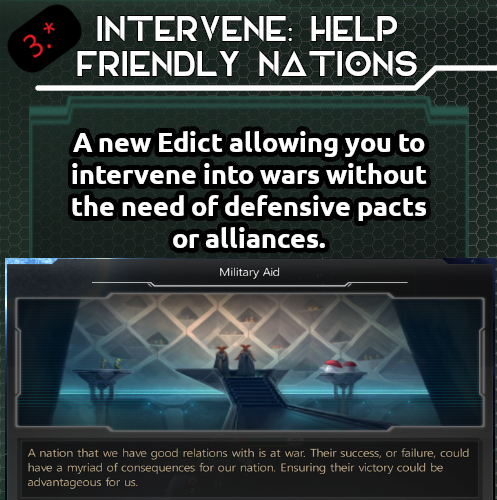 3.*
INTERVENE: HELP
FRIENDLY NATIONS
A new Edict allowing you to
intervene into wars without
the need of defensive pacts
or alliances.
Military Aid
A nation that we have good relations with is at war. Their success, or failure, could
have a myriad of consequences for our nation. Ensuring their victory could be
advantageous for us.